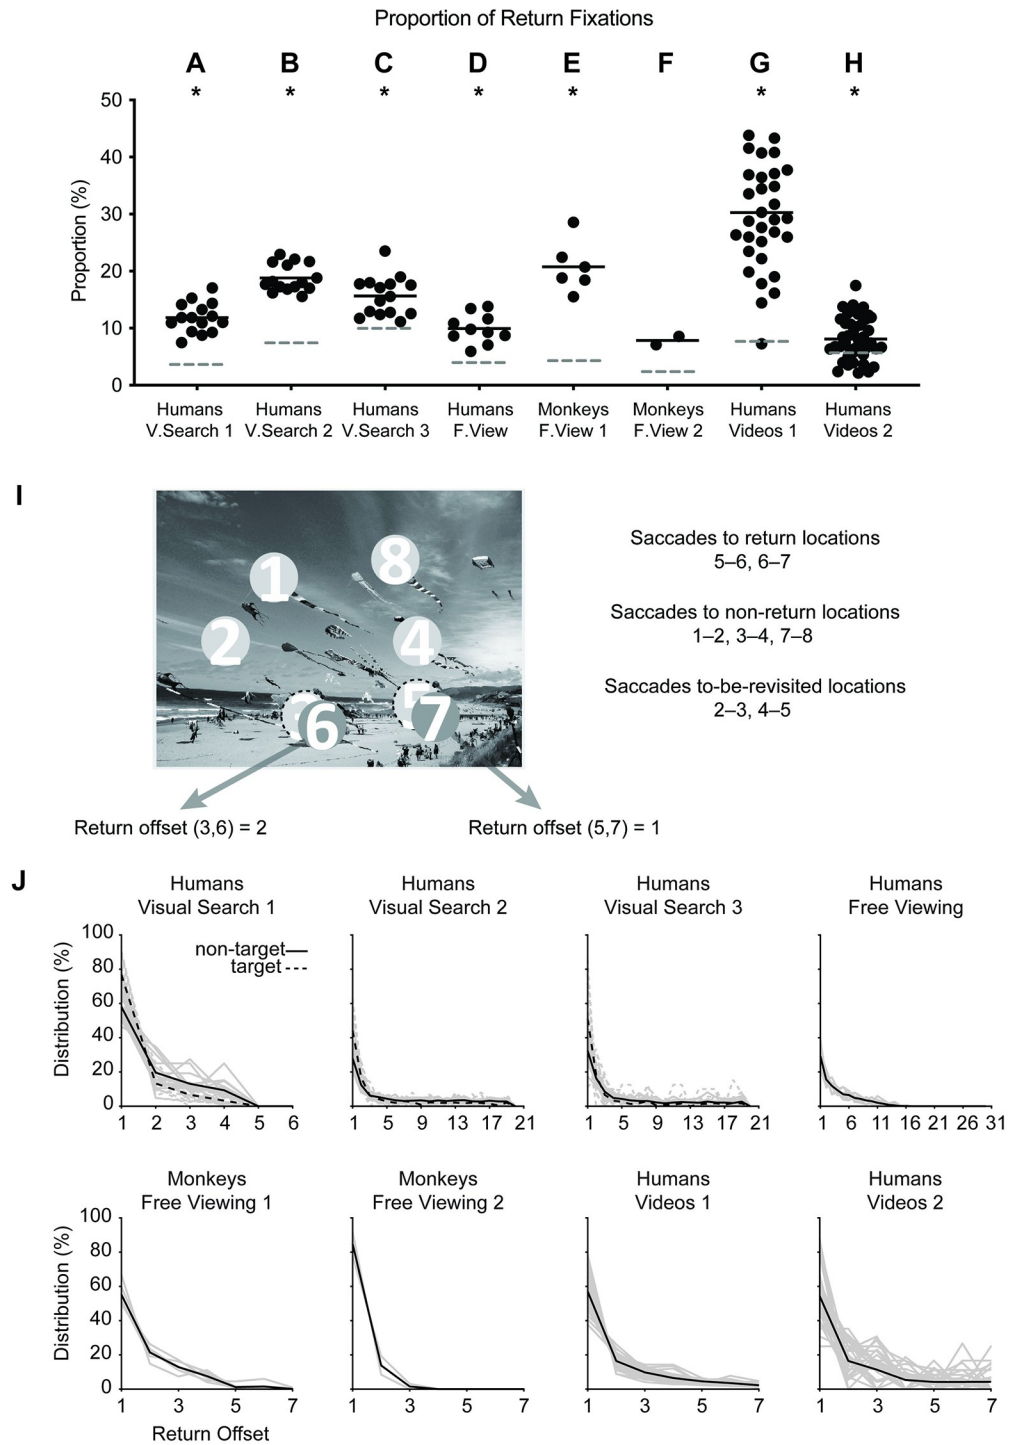 Proportion of Return Fixations
A B C D E F G H
* * * * * * *
Proportion (%)
50
40
30
20
10
0
Humans Humans Humans Humans Monkeys Monkeys Humans Humans
V.Search 1 V.Search 2 V.Search 3 F.View F.View 1 F.View 2 Videos 1 Videos 2
I
1
8
2
4
3 6
5 7
Saccades to return locations
5–6, 6–7
Saccades to non-return locations
1–2, 3–4, 7–8
Saccades to-be-revisited locations
2–3, 4–5
Return offset (3,6) = 2
Return offset (5,7) = 1
J
Humans Humans Humans Humans
Visual Search 1 Visual Search 2 Visual Search 3 Free Viewing
Distribution (%)
100
80
60
40
20
0
non-target
target
1 2 3 4 5 6
1 5 9 13 17 21
1 5 9 13 17 21
1 6 11 16 21 26 31
Monkeys Monkeys Humans Humans
Free Viewing 1 Free Viewing 2 Videos 1 Videos 2
Distribution (%)
100
80
60
40
20
0
1 3 5 7
1 3 5 7
1 3 5 7
1 3 5 7
Return Offset